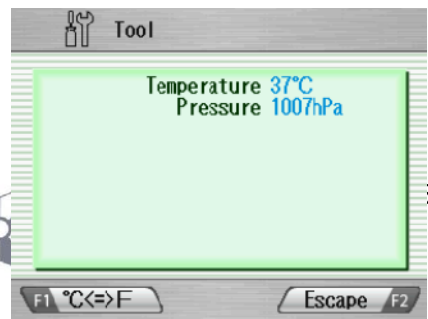 Tool
Temperature 37°C
Pressure 1007hPa
F1 °C<=>F Escape F2